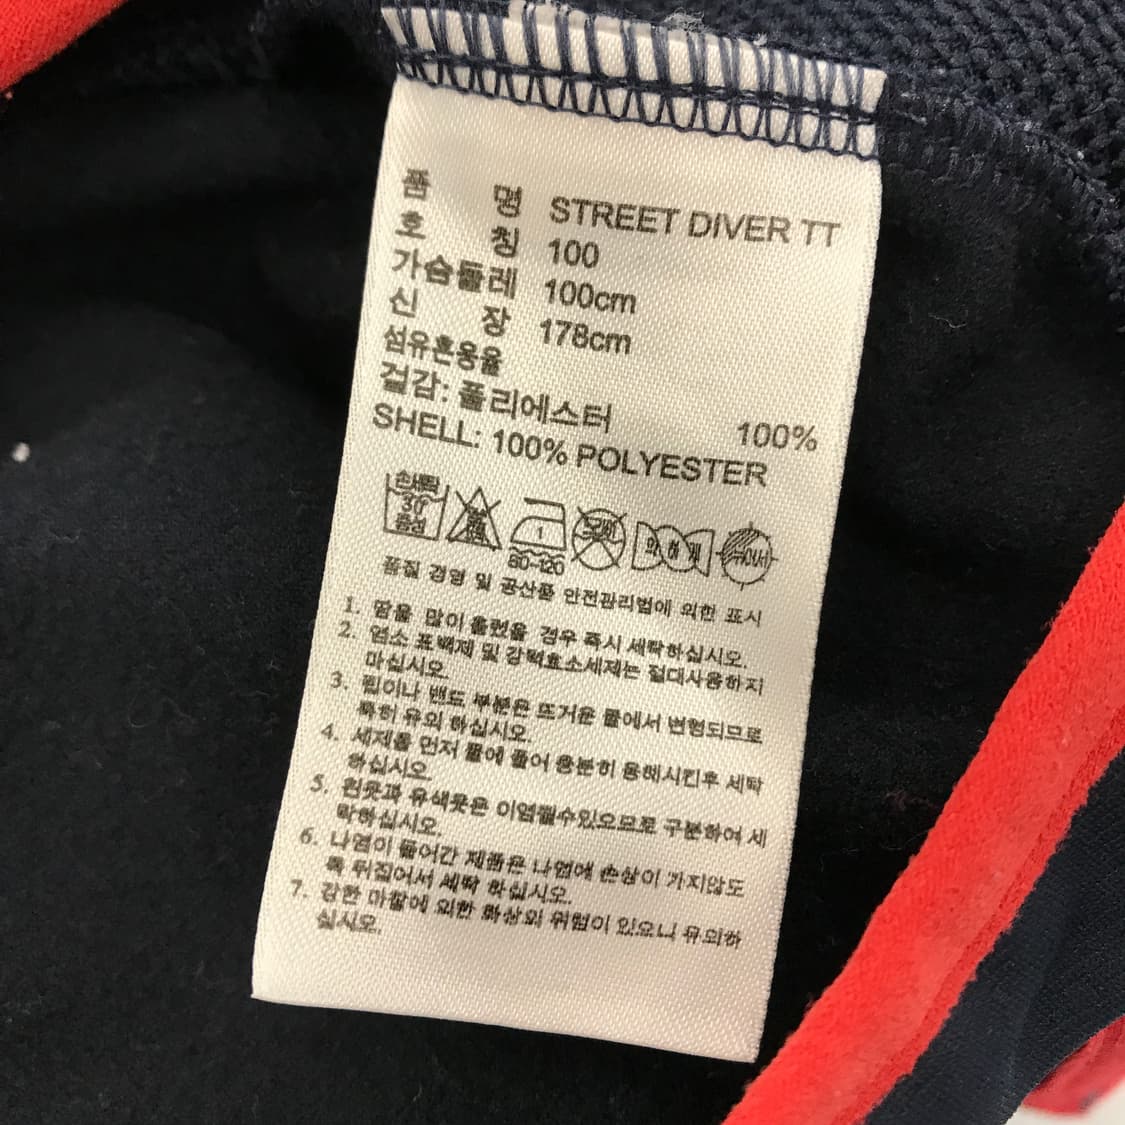 품 명 STREET DIVER TT
호 칭 100
가슴둘레 100cm
신 장 178cm
섬유혼용율
겉감: 폴리에스터 100%
SHELL: 100% POLYESTER
손세탁
30°
중성
1
80~120
드라이
약하게
품질 경영 및 공산품 안전관리법에 의한 표시
1. 땀을 많이 흘렸을 경우 즉시 세탁하십시오.
2. 염소 표백제 및 강력효소세제는 절대사용하지
마십시오.
3. 립이나 밴드 부분은 뜨거운 물에서 변형되므로
특히 유의 하십시오
4. 세제를 먼저 물에 풀어 충분히 용해시킨후 세탁
하십시오
5. 흰옷과 유색옷은 이염될수있으므로 구분하여 세
탁하십시오.
6. 나염이 들어간 제품은 나염에 손상이 가지않도
록 뒤집어서 세탁 하십시오.
7. 강한 마찰에 의한 화상의 위험이 있으니 유의하
십시오.